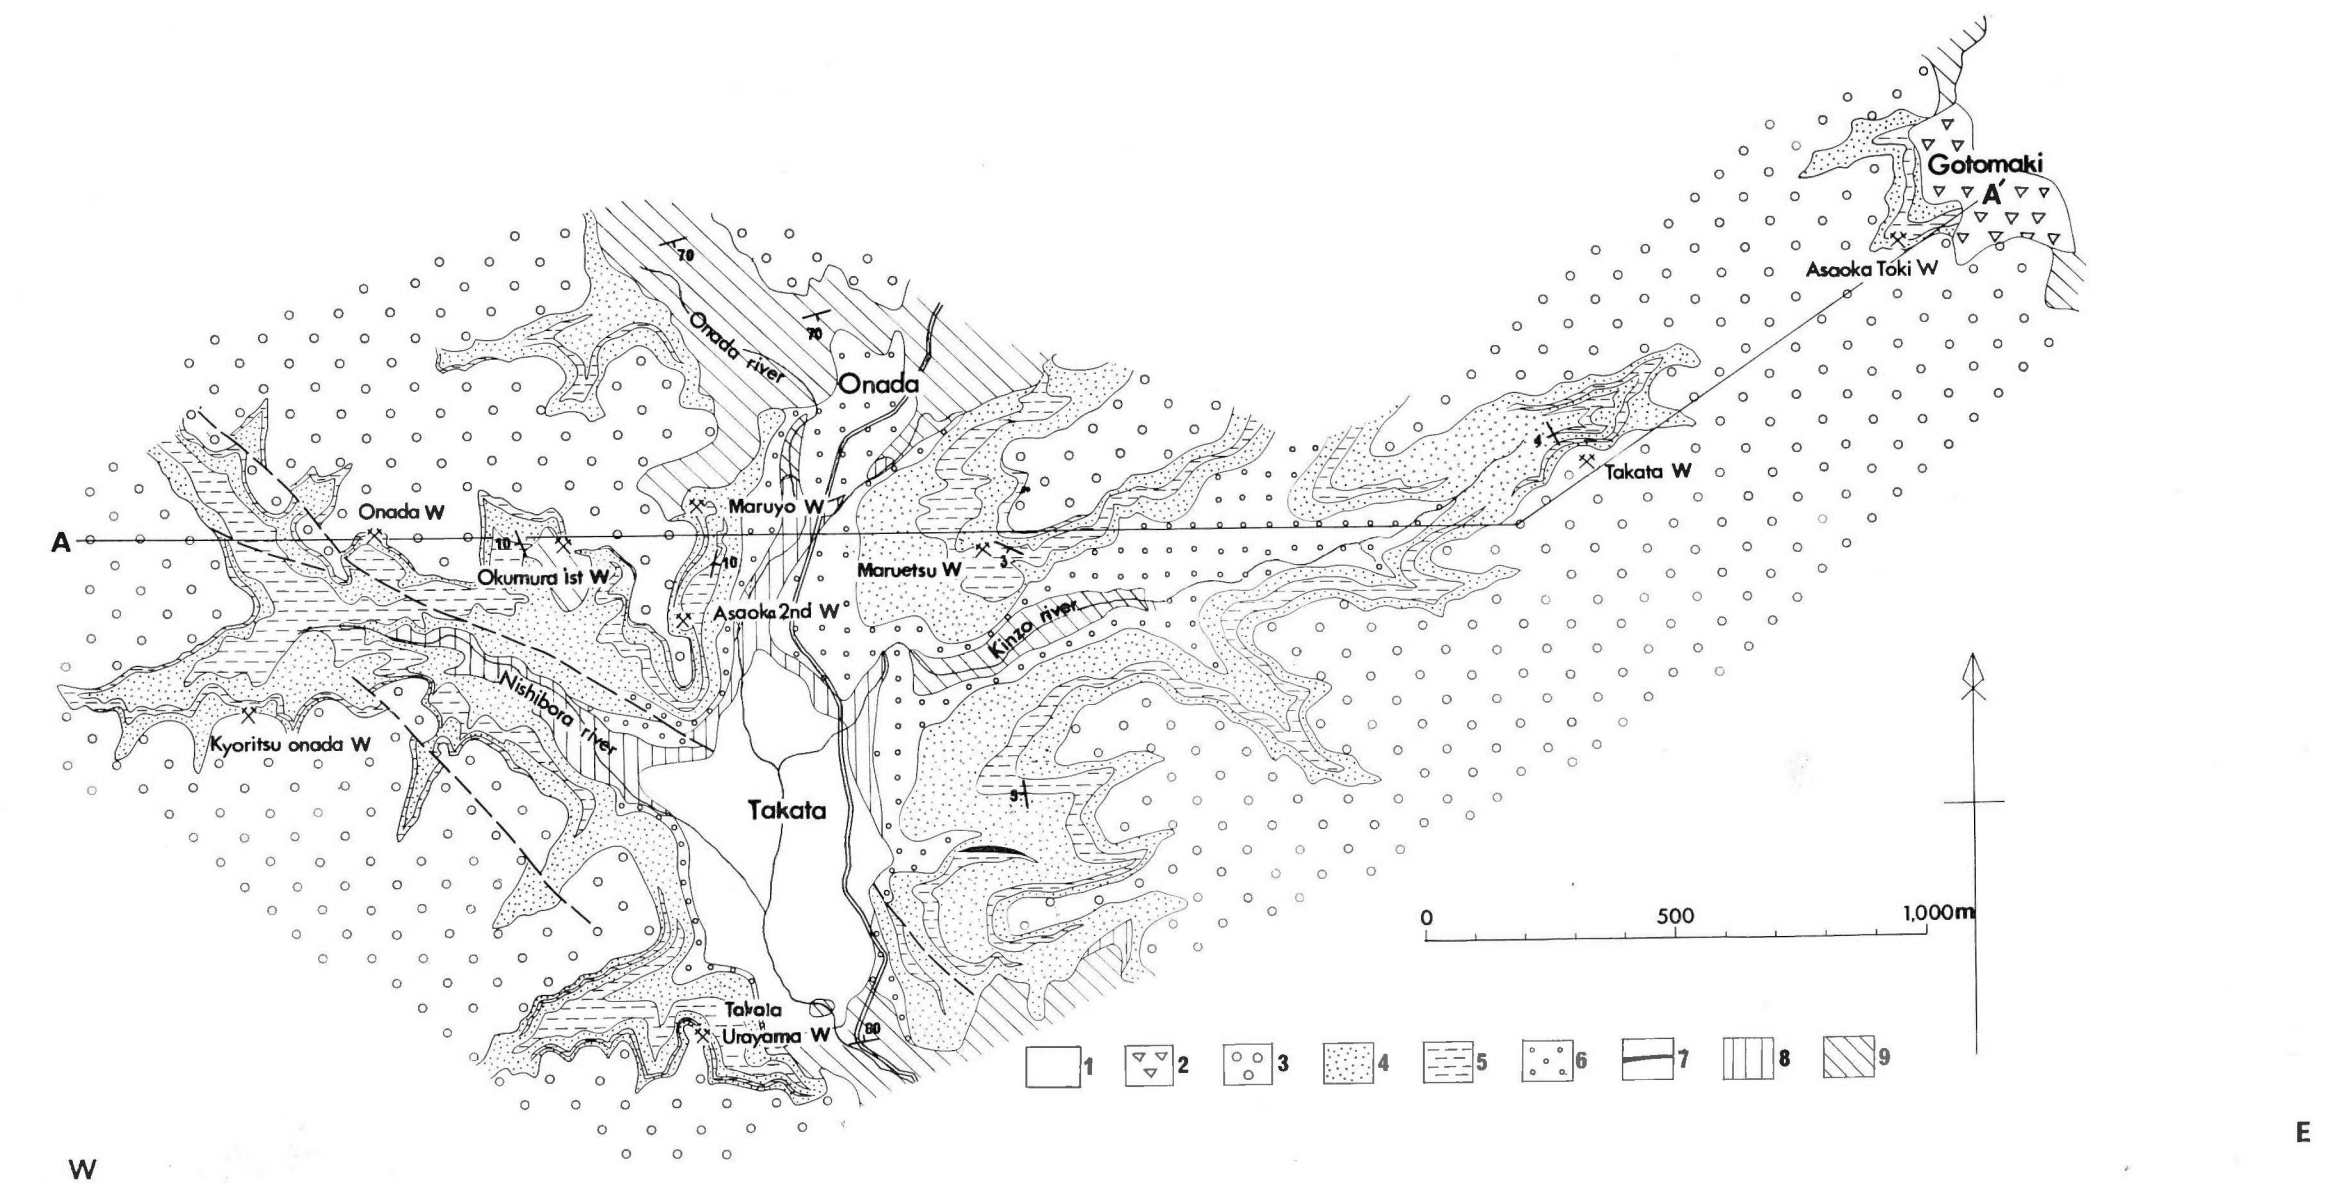 Gotomaki
A′
Asaoka Toki W
70
70
Onada river
Onada
4
Takata W
Onada W
Maruyo W
A
10
Okumura ist W
10
3
Maruetsu W
Asaoka 2nd W
Kinzo river
Nishibora river
Kyoritsu onada W
Takata
3
0 500 1,000m
Takata
Urayama W
80
1 2 3 4 5 6 7 8 9
W E